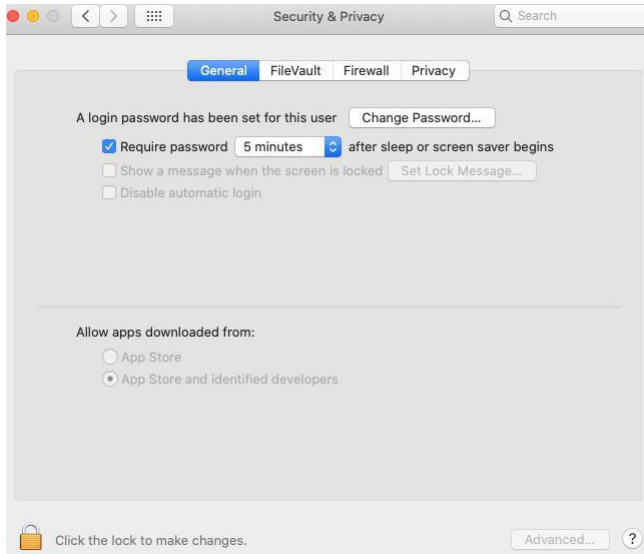 Security & Privacy
Search
General FileVault Firewall Privacy
A login password has been set for this user Change Password...
Require password 5 minutes after sleep or screen saver begins
Show a message when the screen is locked Set Lock Message...
Disable automatic login
Allow apps downloaded from:
App Store
App Store and identified developers
Click the lock to make changes. Advanced... ?